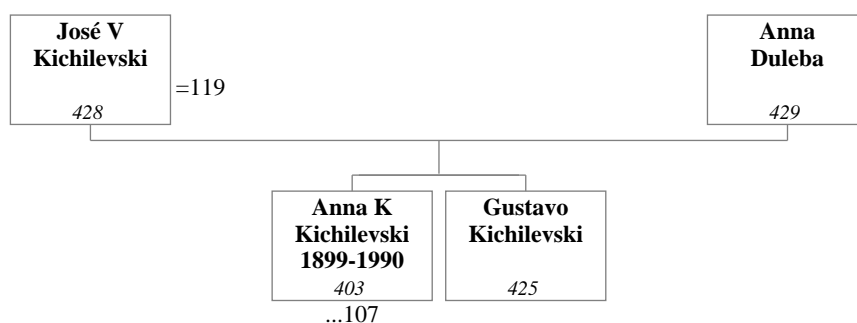 José V
Kichilevski
428
=119
Anna
Duleba
429
Anna K
Kichilevski
1899-1990
403
...107
Gustavo
Kichilevski
425